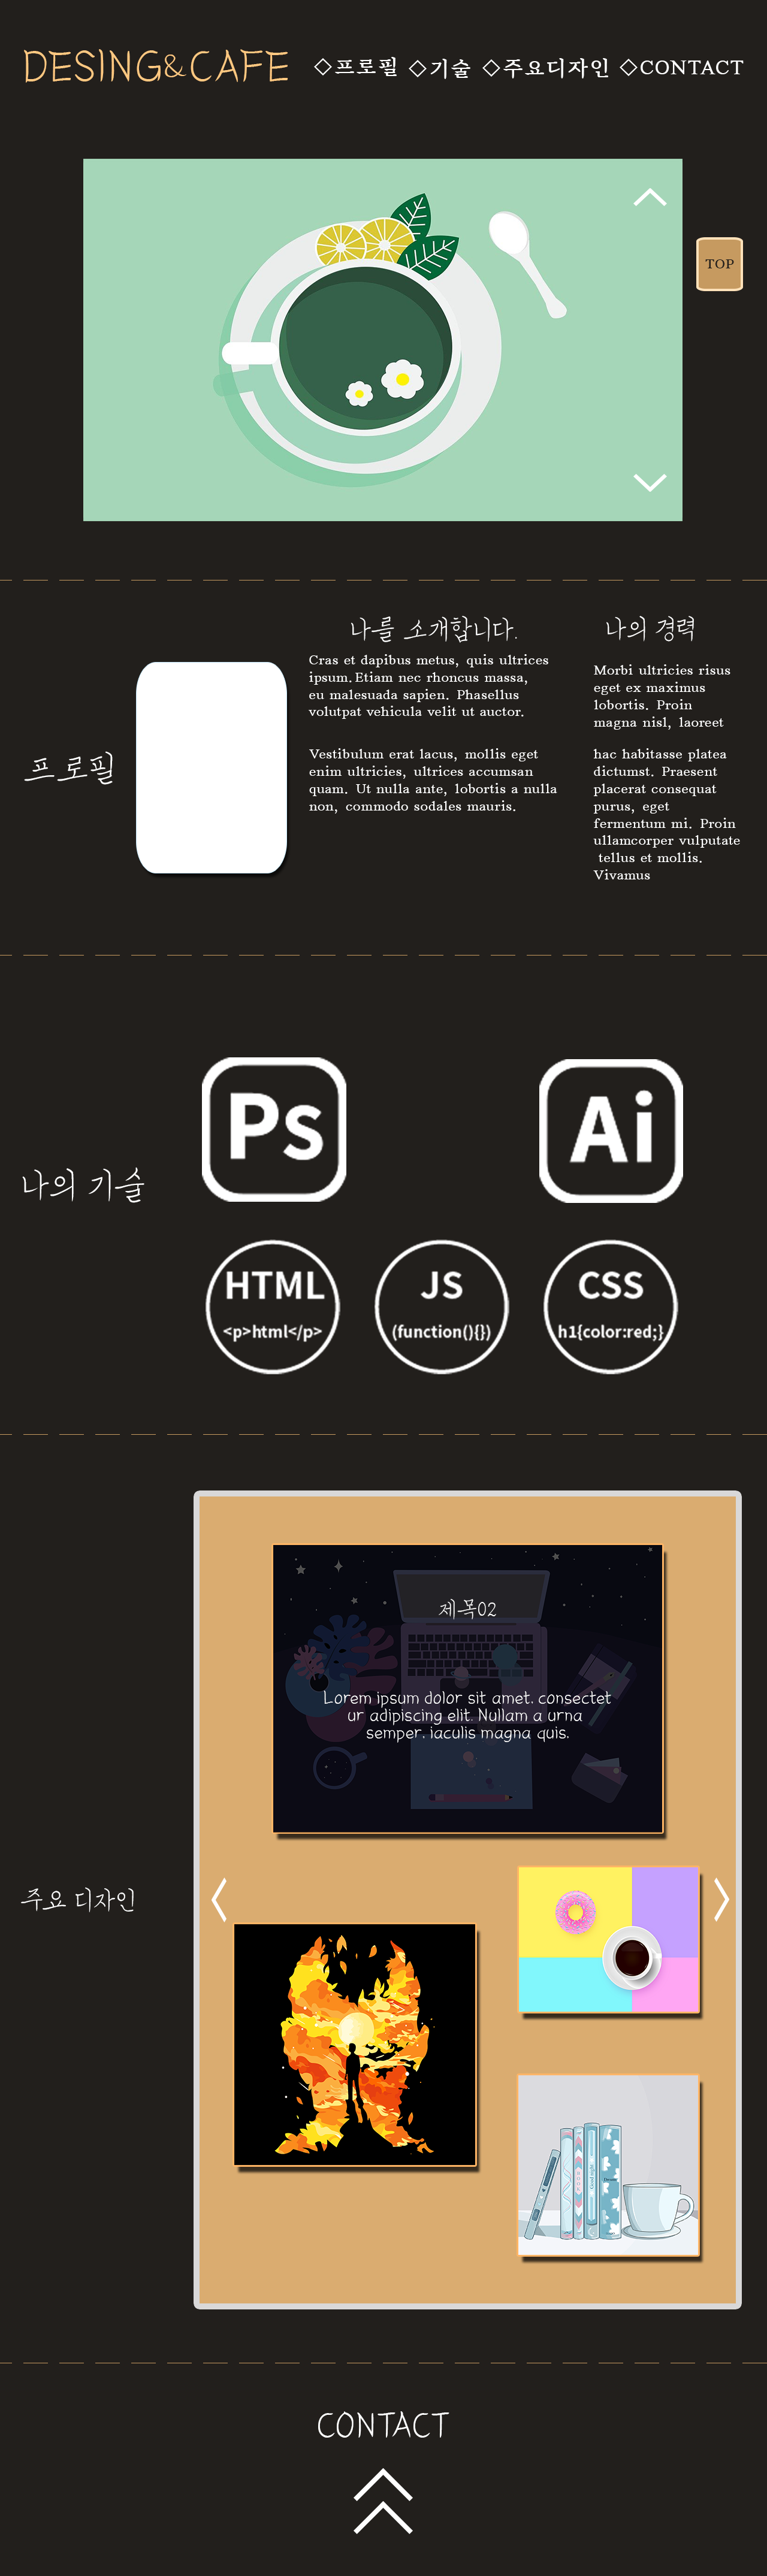 DESING&CAFE
◇프로필 ◇기술 ◇주요디자인 ◇CONTACT
TOP
프로필
나를 소개합니다.
Cras et dapibus metus, quis ultrices
ipsum. Etiam nec rhoncus massa,
eu malesuada sapien. Phasellus
volutpat vehicula velit ut auctor.
Vestibulum erat lacus, mollis eget
enim ultricies, ultrices accumsan
quam. Ut nulla ante, lobortis a nulla
non, commodo sodales mauris.
나의 경력
Morbi ultricies risus
eget ex maximus
lobortis. Proin
magna nisl, laoreet
hac habitasse platea
dictumst. Praesent
placerat consequat
purus, eget
fermentum mi. Proin
ullamcorper vulputate
tellus et mollis.
Vivamus
나의 기술
Ps
Ai
HTML
<p>html</p>
JS
(function(){})
CSS
h1{color:red;}
주요 디자인
제목02
Lorem ipsum dolor sit amet. consectet
ur adipiscing elit. Nullam a urna
semper. iaculis magna quis.
CONTACT